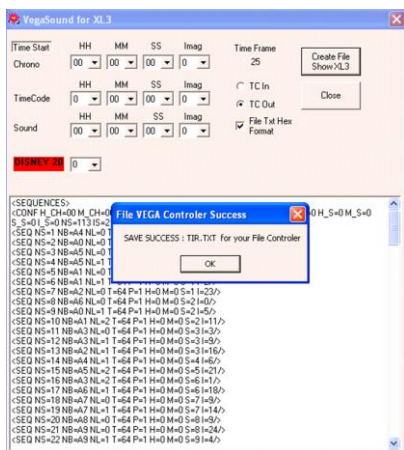 VegaSound for XL3
Time Start HH MM SS Imag Time Frame
Chrono 00 00 00 0 25
Create File
Show XL3
HH MM SS Imag
TimeCode 0 00 00 0
TC In
TC Out
Close
HH MM SS Imag
Sound 00 00 00 0
File Txt Hex
Format
DISNEY 20 0
<SEQUENCES>
<CONF H_CH=00 M_CH=0 0 H_S=0 M_S=0
S_S=0 I_S=0 NS=113 IS=2
File VEGA Controler Success
SAVE SUCCESS : TIR.TXT for your File Controler
OK
<SEQ NS=1 NB=A4 NL=0 T
<SEQ NS=2 NB=A0 NL=0 T
<SEQ NS=3 NB=A5 NL=0 T
<SEQ NS=4 NB=A5 NL=1 T
<SEQ NS=5 NB=A1 NL=0 T
<SEQ NS=6 NB=A1 NL=1
<SEQ NS=7 NB=A2 NL=0 T=64 P=1 H=0 M=0 S=1 I=23/>
<SEQ NS=8 NB=A6 NL=0 T=64 P=1 H=0 M=0 S=2 I=0/>
<SEQ NS=9 NB=A0 NL=0 T=64 P=1 H=0 M=0 S=2 I=5/>
<SEQ NS=10 NB=A1 NL=2 T=64 P=1 H=0 M=0 S=2 I=11/>
<SEQ NS=11 NB=A3 NL=0 T=64 P=1 H=0 M=0 S=3 I=3/>
<SEQ NS=12 NB=A3 NL=1 T=64 P=1 H=0 M=0 S=3 I=9/>
<SEQ NS=13 NB=A2 NL=1 T=64 P=1 H=0 M=0 S=3 I=16/>
<SEQ NS=14 NB=A4 NL=1 T=64 P=1 H=0 M=0 S=4 I=6/>
<SEQ NS=15 NB=A4 NL=2 T=64 P=1 H=0 M=0 S=5 I=21/>
<SEQ NS=16 NB=A3 NL=2 T=64 P=1 H=0 M=0 S=6 I=1/>
<SEQ NS=17 NB=A6 NL=1 T=64 P=1 H=0 M=0 S=6 I=18/>
<SEQ NS=18 NB=A7 NL=0 T=64 P=1 H=0 M=0 S=7 I=9/>
<SEQ NS=19 NB=A7 NL=1 T=64 P=1 H=0 M=0 S=7 I=14/>
<SEQ NS=20 NB=A8 NL=0 T=64 P=1 H=0 M=0 S=8 I=9/>
<SEQ NS=21 NB=A9 NL=0 T=64 P=1 H=0 M=0 S=8 I=24/>
<SEQ NS=22 NB=A9 NL=1 T=64 P=1 H=0 M=0 S=9 I=4/>